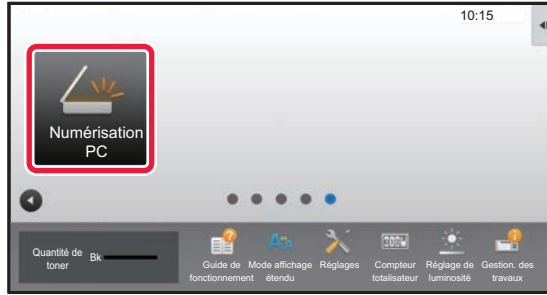 10:15
Numérisation
PC
Quantité de
toner
Bk
Guide de
fonctionnement
Mode affichage
étendu
Réglages
Compteur
totalisateur
Réglage de
luminosité
Gestion. des
travaux